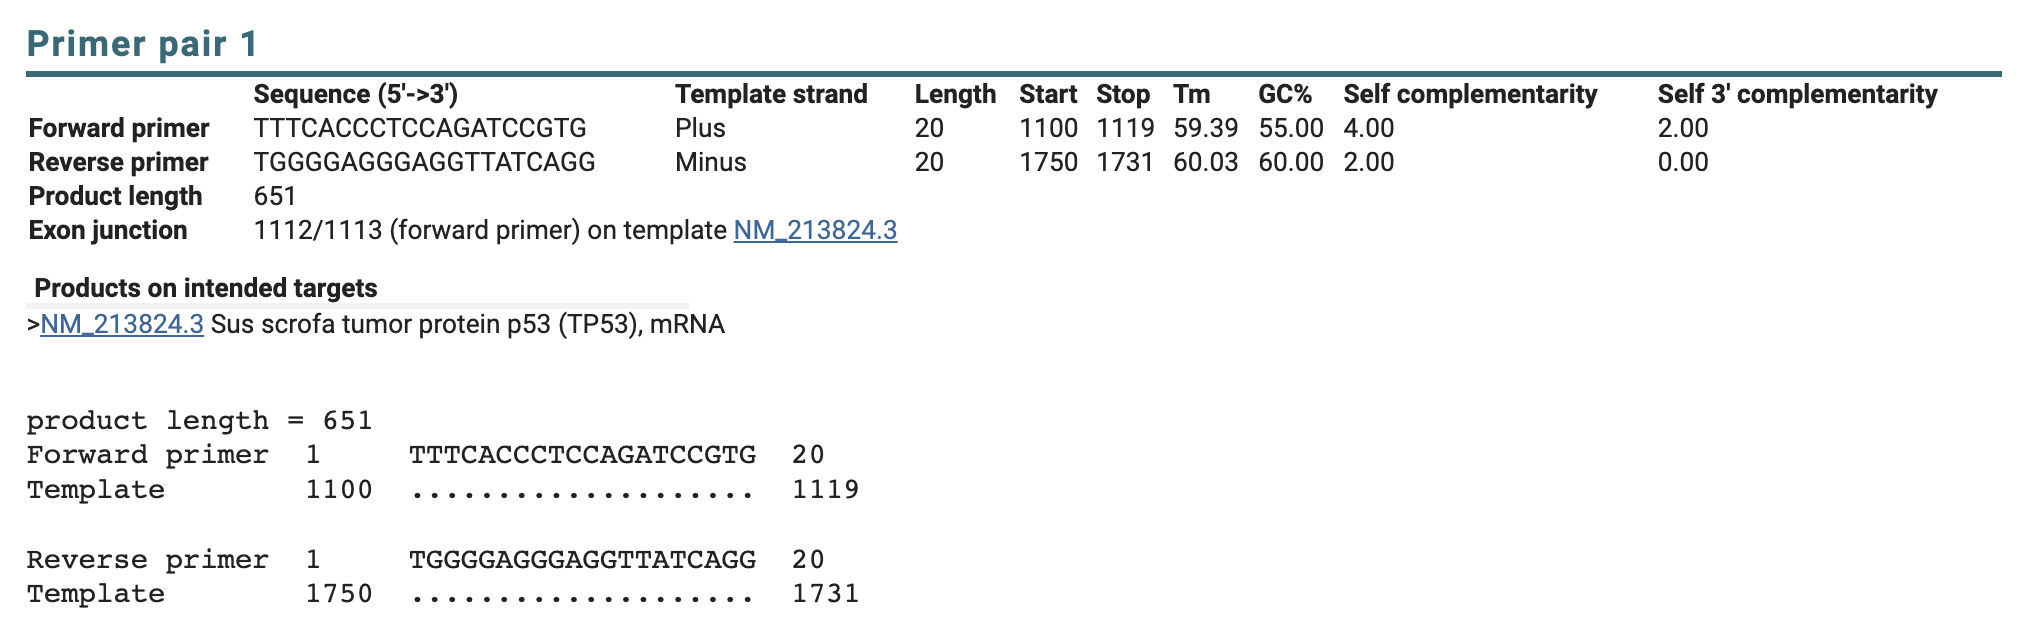 Primer pair 1
Sequence (5'->3') Template strand Length Start Stop Tm GC% Self complementarity Self 3' complementarity
Forward primer TTTCACCCTCCAGATCCGTG Plus 20 1100 1119 59.39 55.00 4.00 2.00
Reverse primer TGGGGAGGGAGGTTATCAGG Minus 20 1750 1731 60.03 60.00 2.00 0.00
Product length 651
Exon junction 1112/1113 (forward primer) on template NM_213824.3
Products on intended targets
>NM_213824.3 Sus scrofa tumor protein p53 (TP53), mRNA
product length = 651
Forward primer 1 TTTCACCCTCCAGATCCGTG 20
Template 1100 .................... 1119
Reverse primer 1 TGGGGAGGGAGGTTATCAGG 20
Template 1750 .................... 1731